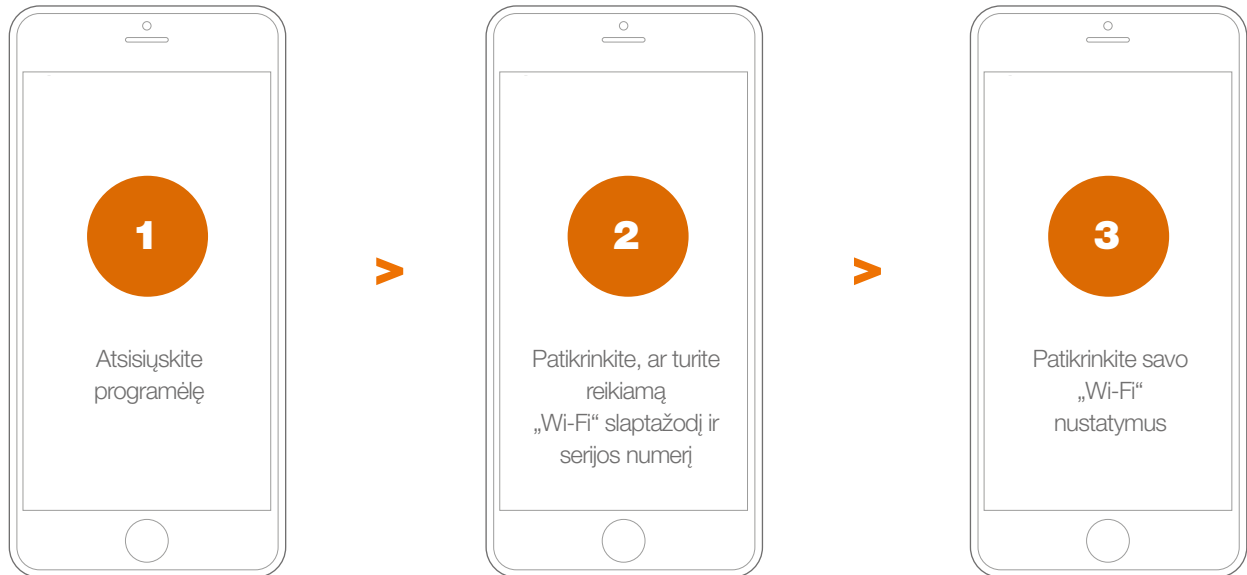 1
Atsisiųskite
programėlę
>
2
Patikrinkite, ar turite
reikiamą
„Wi-Fi“ slaptažodį ir
serijos numerį
>
3
Patikrinkite savo
„Wi-Fi“
nustatymus